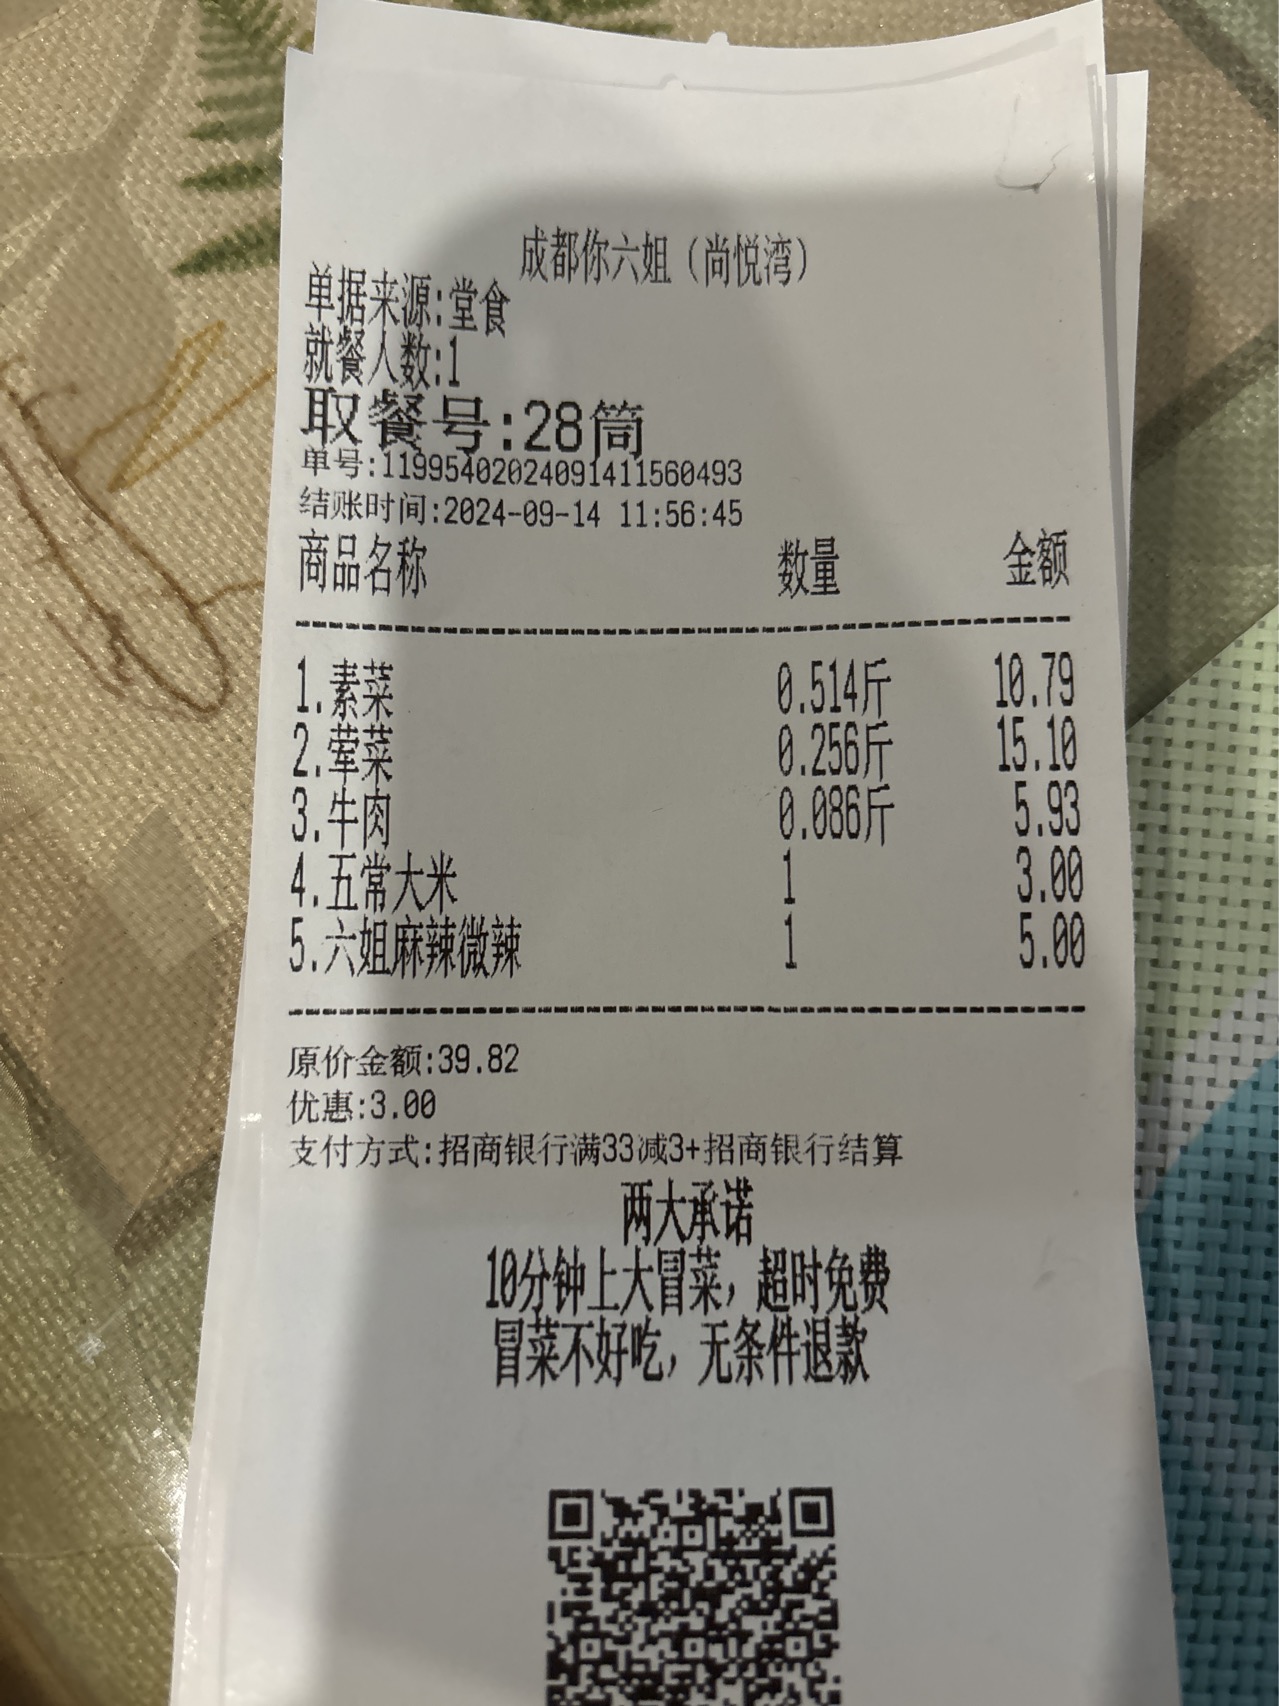 成都你六姐（尚悦湾）
单据来源:堂食
就餐人数:1
取餐号:28筒
单号:11995402024091411560493
结账时间:2024-09-14 11:56:45
商品名称 数量 金额
1.素菜 0.514斤 10.79
2.荤菜 0.256斤 15.10
3.牛肉 0.086斤 5.93
4.五常大米 1 3.00
5.六姐麻辣微辣 1 5.00
原价金额:39.82
优惠:3.00
支付方式:招商银行满33减3+招商银行结算
两大承诺
10分钟上大冒菜，超时免费
冒菜不好吃，无条件退款